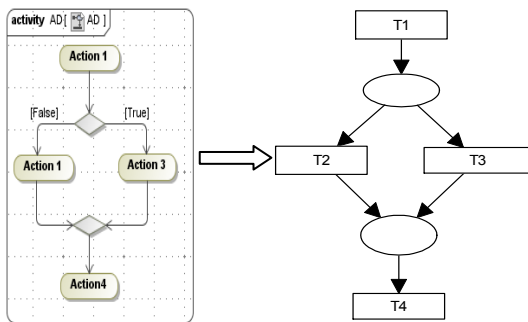 activity AD[ AD ]
Action 1
[False] [True]
Action 1 Action 3
Action4
T1
T2 T3
T4